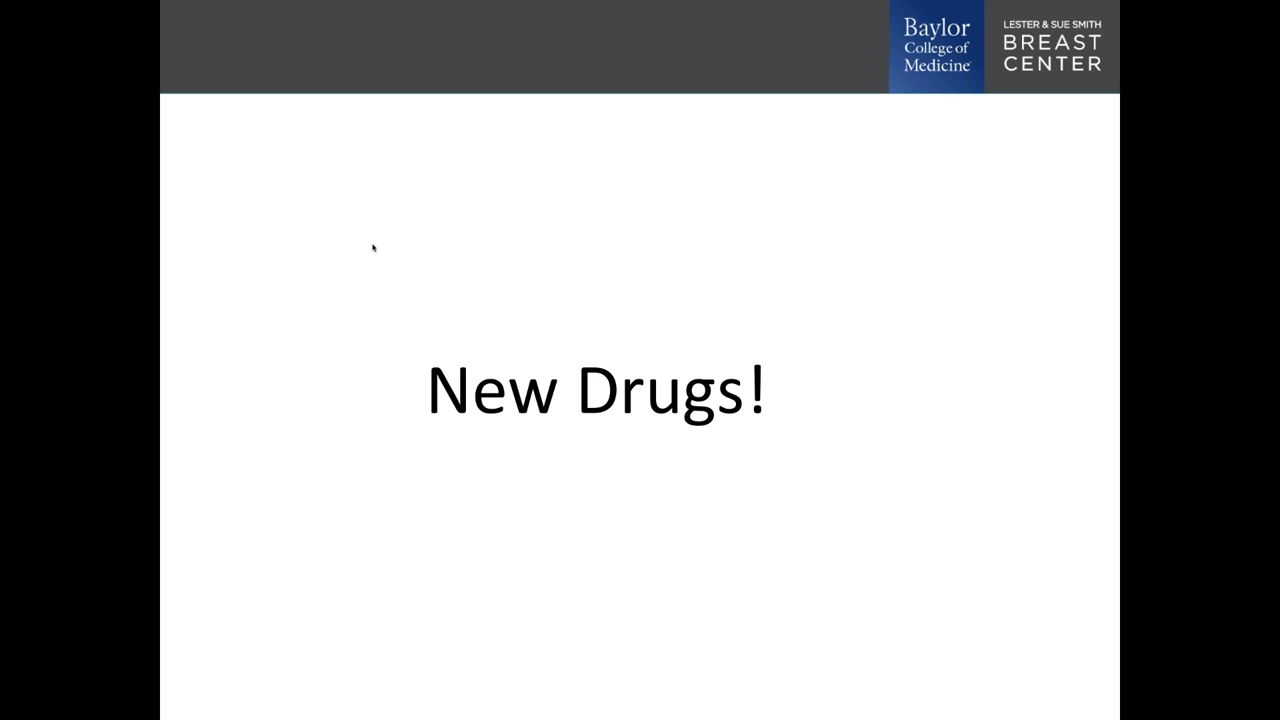 Baylor
College of
Medicine
LESTER & SUE SMITH
BREAST
CENTER
New Drugs!